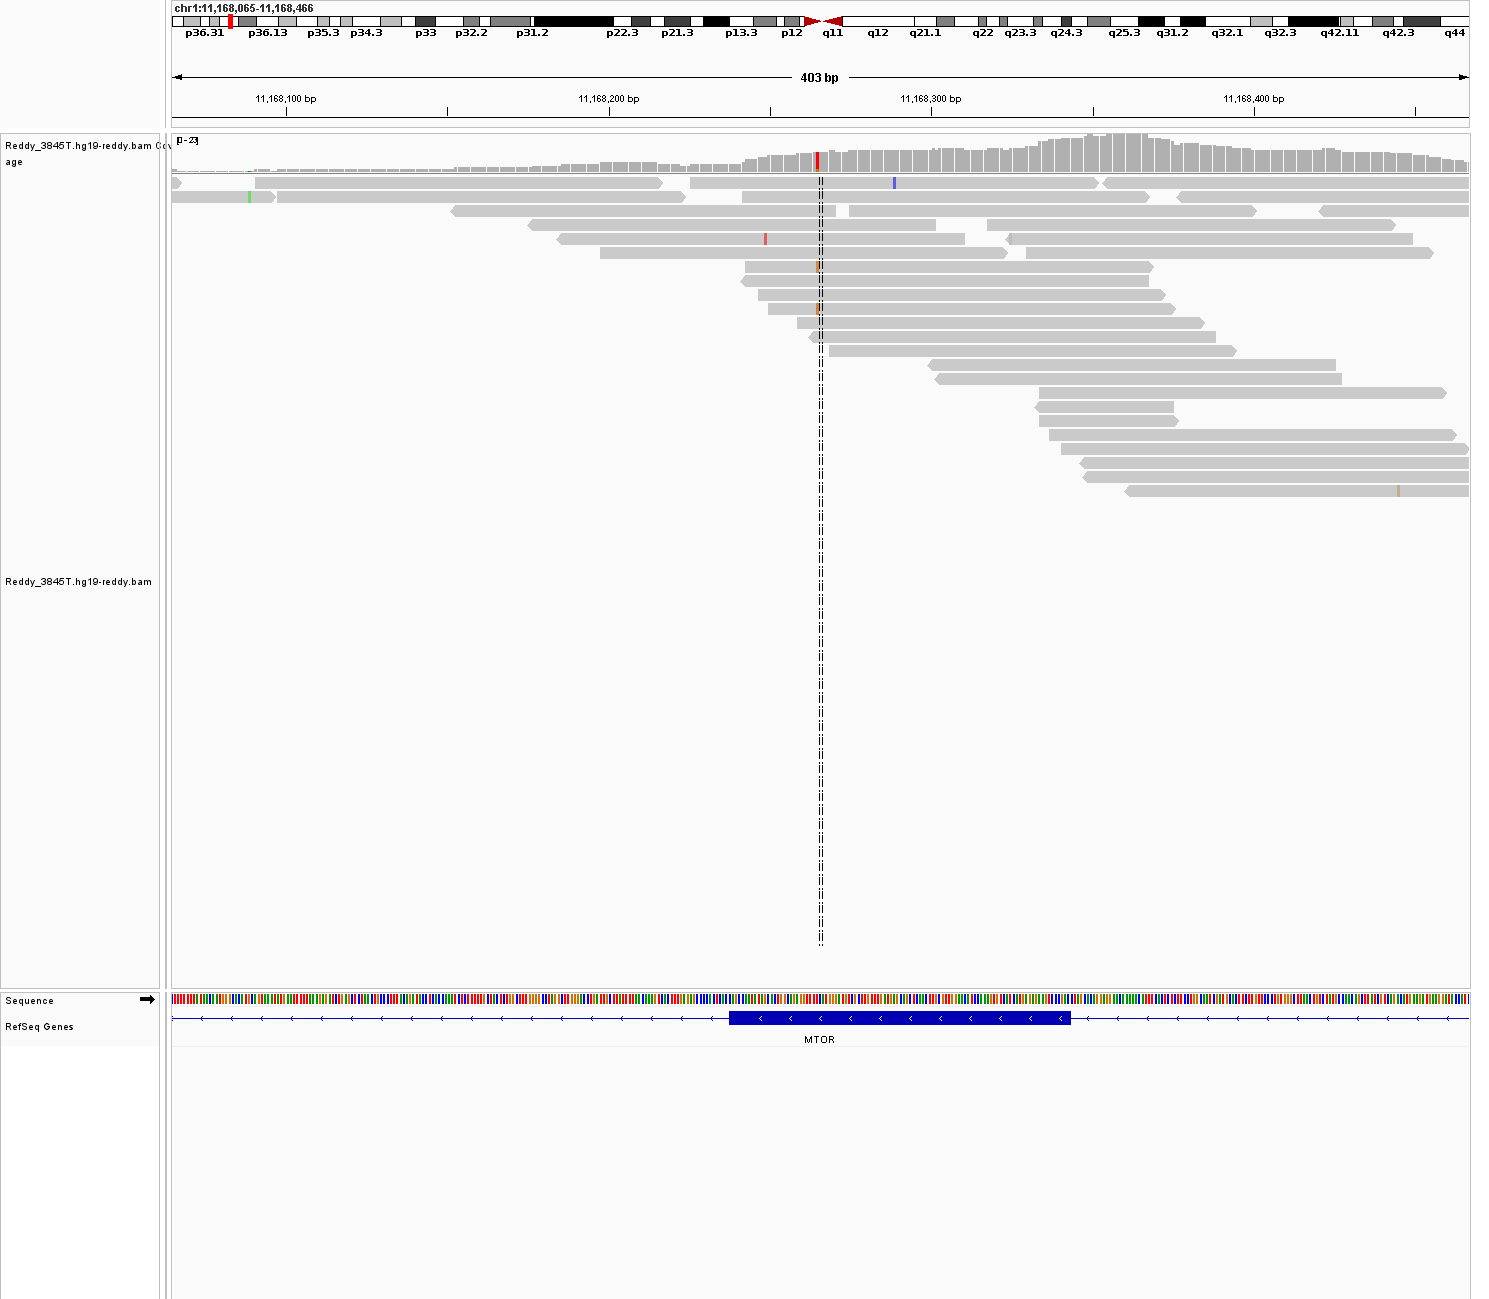 chr1:11,168,065-11,168,466
p36.31 p36.13 p35.3 p34.3 p33 p32.2 p31.2 p22.3 p21.3 p13.3 p12 q11 q12 q21.1 q22 q23.3 q24.3 q25.3 q31.2 q32.1 q32.3 q42.11 q42.3 q44
403 bp
11,168,100 bp 11,168,200 bp 11,168,300 bp 11,168,400 bp
Reddy_3845T.hg19-reddy.bam Cov
age
[0-23]
Reddy_3845T.hg19-reddy.bam
Sequence
RefSeq Genes
MTOR